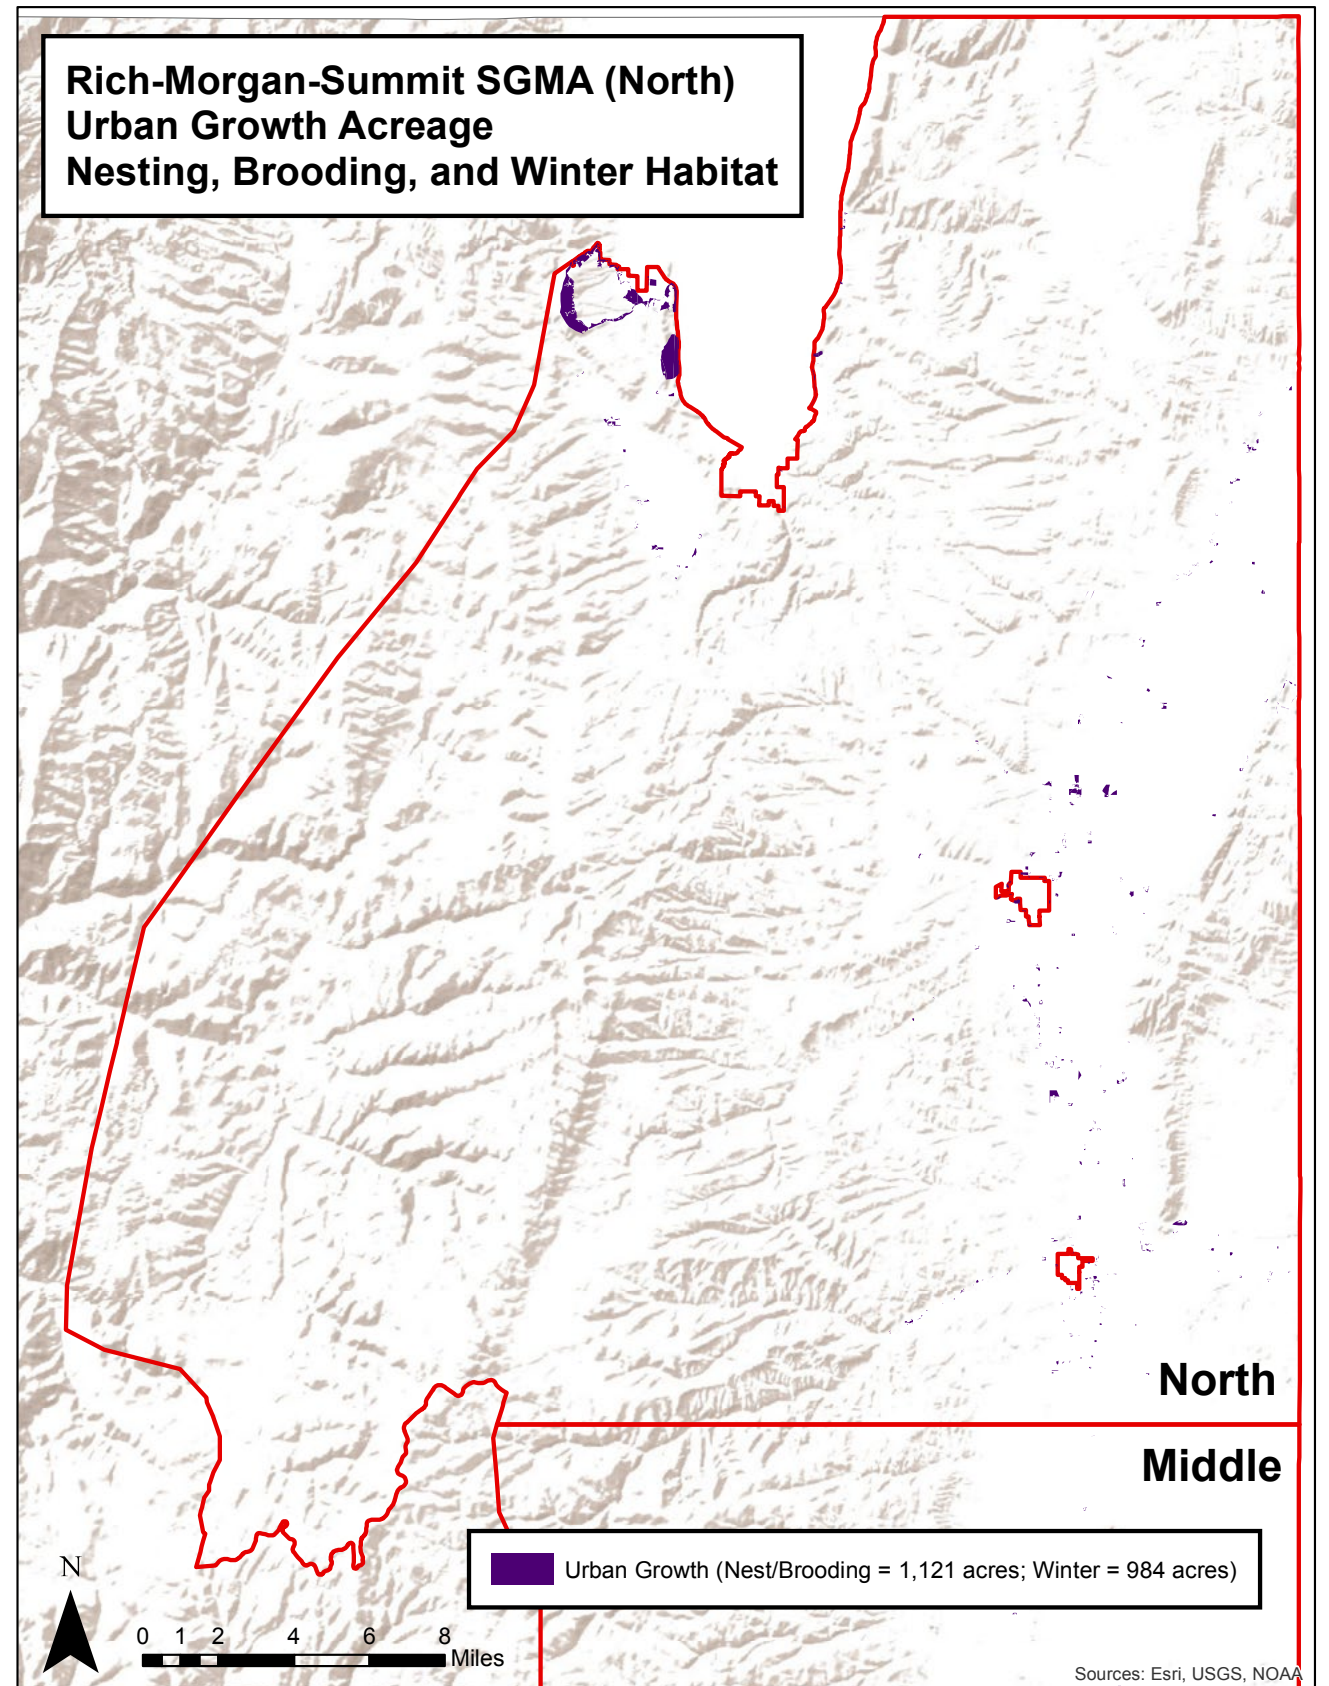 Rich-Morgan-Summit SGMA (North)
Urban Growth Acreage
Nesting, Brooding, and Winter Habitat
North
Middle
Urban Growth (Nest/Brooding = 1,121 acres; Winter = 984 acres)
N
0 1 2 4 6 8
Miles
Sources: Esri, USGS, NOAA